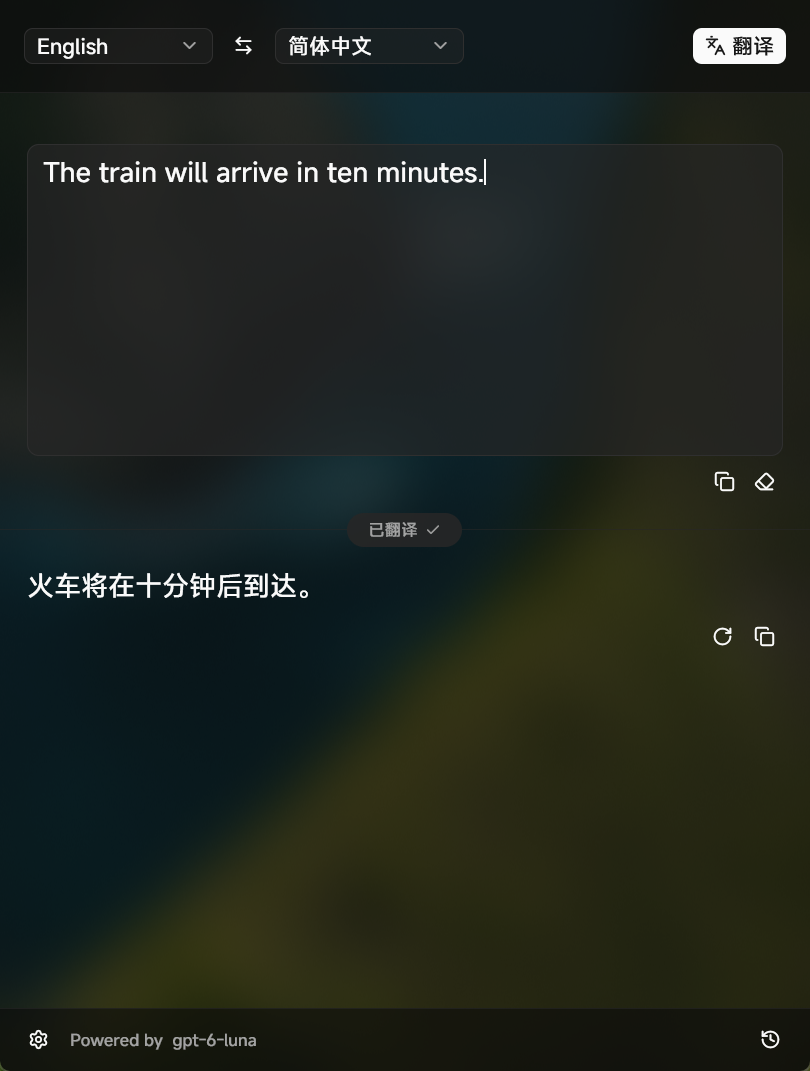 English
简体中文
翻译
The train will arrive in ten minutes.
已翻译
火车将在十分钟后到达。
Powered by gpt-6-luna